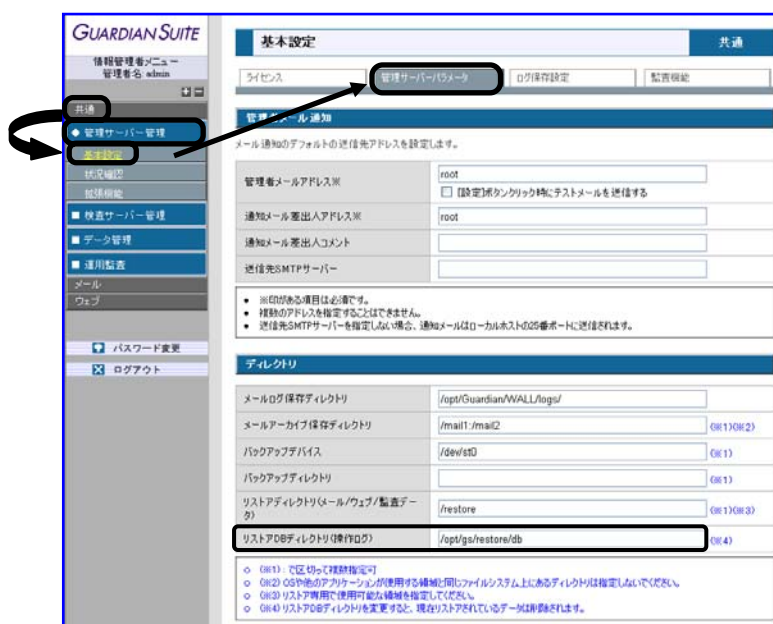 GUARDIAN SUITE
情報管理者メニュー
管理者名: admin
共通
管理サーバー管理
基本設定
状況確認
拡張機能
検査サーバー管理
データ管理
運用監査
メール
ウェブ
パスワード変更
ログアウト
基本設定
共通
ライセンス
管理サーバーパラメータ
ログ保存設定
監査機能
管理者メール通知
メール通知のデフォルトの送信先アドレスを設定します。
管理者メールアドレス※
root
[設定]ボタンクリック時にテストメールを送信する
通知メール差出人アドレス※
root
通知メール差出人コメント
送信先SMTPサーバー
● ※印がある項目は必須です。
● 複数のアドレスを指定することはできません。
● 送信先SMTPサーバーを指定しない場合、通知メールはローカルホストの25番ポートに送信されます。
ディレクトリ
メールログ保存ディレクトリ
/opt/Guardian/WALL/logs/
メールアーカイブ保存ディレクトリ
/mail1:/mail2
(※1)(※2)
バックアップデバイス
/dev/st0
(※1)
バックアップディレクトリ
(※1)
リストアディレクトリ(メール/ウェブ/監査データ)
/restore
(※1)(※3)
リストアDBディレクトリ(操作ログ)
/opt/gs/restore/db
(※4)
(※1) : で区切って複数指定可
(※2) OSや他のアプリケーションが使用する領域と同じファイルシステム上にあるディレクトリは指定しないでください。
(※3) リストア専用で使用可能な領域を指定してください。
(※4) リストアDBディレクトリを変更すると、現在リストアされているデータは削除されます。